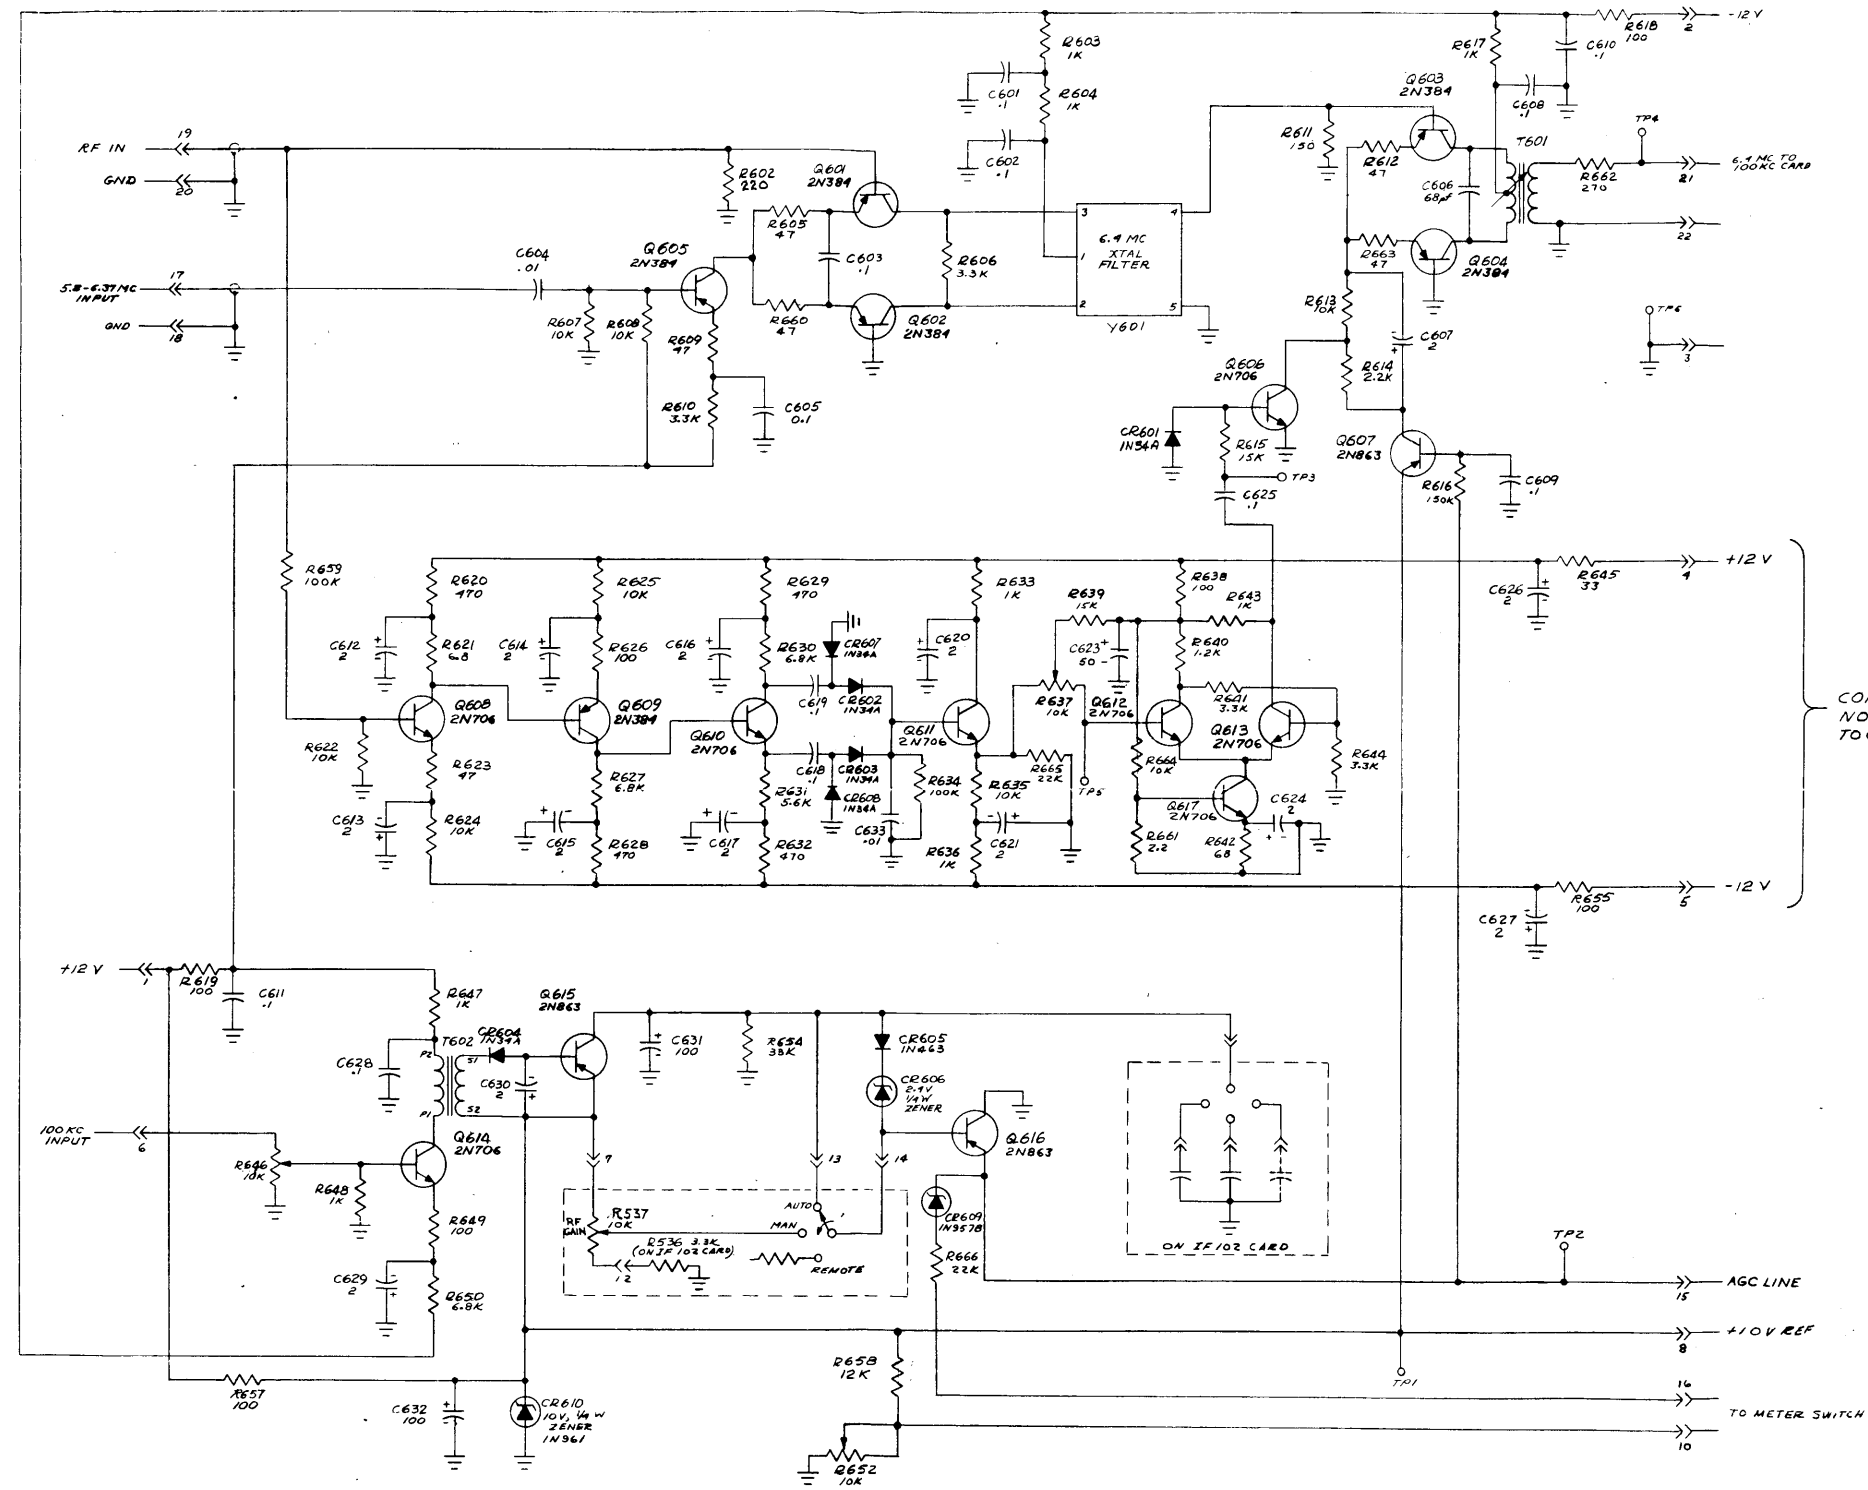 R603
1K
C601
.1
R604
1K
C602
.1
R617
1K
C610
.1
R618
100
2
-12 V
Q603
2N384
C608
.1
TP4
RF IN
19
GND
20
R602
220
Q601
2N384
R605
47
C603
.1
R606
3.3K
R611
150
R612
47
C606
68pf
T601
R662
270
21
6.4 MC TO
100KC CARD
22
3
4
1
6.4 MC
XTAL
FILTER
2
5
Y601
R663
47
Q604
2N384
C604
.01
Q605
2N384
17
5.8-6.37MC
INPUT
GND
18
R607
10K
R608
10K
R609
47
R660
47
Q602
2N384
R613
10K
C607
2
- +
TP6
3
R610
3.3K
C605
0.1
Q606
2N706
R614
2.2K
CR601
1N34A
R615
15K
TP3
C625
.1
Q607
2N863
R616
150K
C609
.1
R659
100K
R620
470
R625
10K
R629
470
R633
1K
R639
15K
R638
100
R643
1K
C626
2
+ -
R645
33
4
+12 V
C612
2
+ -
R621
6.8
C614
2
+ -
R626
100
C616
2
+ -
R630
6.8K
CR607
1N34A
C620
2
+ -
C623
50
+ -
R640
1.2K
Q608
2N706
Q609
2N384
Q610
2N706
C619
.1
CR602
1N34A
Q611
2N706
R637
10K
Q612
2N706
R641
3.3K
Q613
2N706
R622
10K
R623
47
R627
6.8K
C618
.1
CR603
1N34A
R631
5.6K
CR608
1N34A
R634
100K
R635
10K
R665
22K
TP5
R664
10K
R644
3.3K
Q617
2N706
C624
2
+ -
C613
2
- +
R624
10K
C615
2
+ -
R628
470
C617
2
+ -
R632
470
C633
.01
R636
1K
C621
2
- +
R661
2.2
R642
68
C627
2
- +
R655
100
5
-12 V
+12 V
1
R619
100
C611
.1
R647
1K
Q615
2N863
CR604
1N34A
T602
P2
S1
C628
.1
C630
2
- +
P1
S2
C631
100
+ -
R654
33K
CR605
1N463
CR606
2.4V
1/4 W
ZENER
100 KC
INPUT
6
Q614
2N706
R646
10K
R648
1K
7
13
14
Q616
2N863
R649
100
RF
GAIN
R537
10K
AUTO
MAN
R536 3.3K
(ON IF 102 CARD)
12
REMOTE
CR609
1N957B
R666
22K
ON IF 102 CARD
TP2
C629
2
- +
R650
6.8K
15
AGC LINE
8
+10V REF
R657
100
C632
100
+ -
CR610
10V, 1/4 W
ZENER
1N961
R658
12K
TP1
16
TO METER SWITCH
10
R652
10K